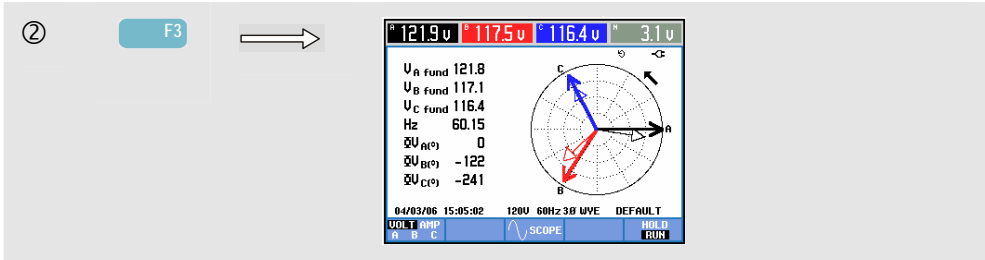 ② F3
A 121.9 V B 117.5 V C 116.4 V N 3.1 V
VA fund 121.8
VB fund 117.1
VC fund 116.4
Hz 60.15
ΦVA(°) 0
ΦVB(°) -122
ΦVC(°) -241
C
A
B
04/03/06 15:05:02 120V 60Hz 3Ø WYE DEFAULT
VOLT AMP
A B C
SCOPE
HOLD
RUN